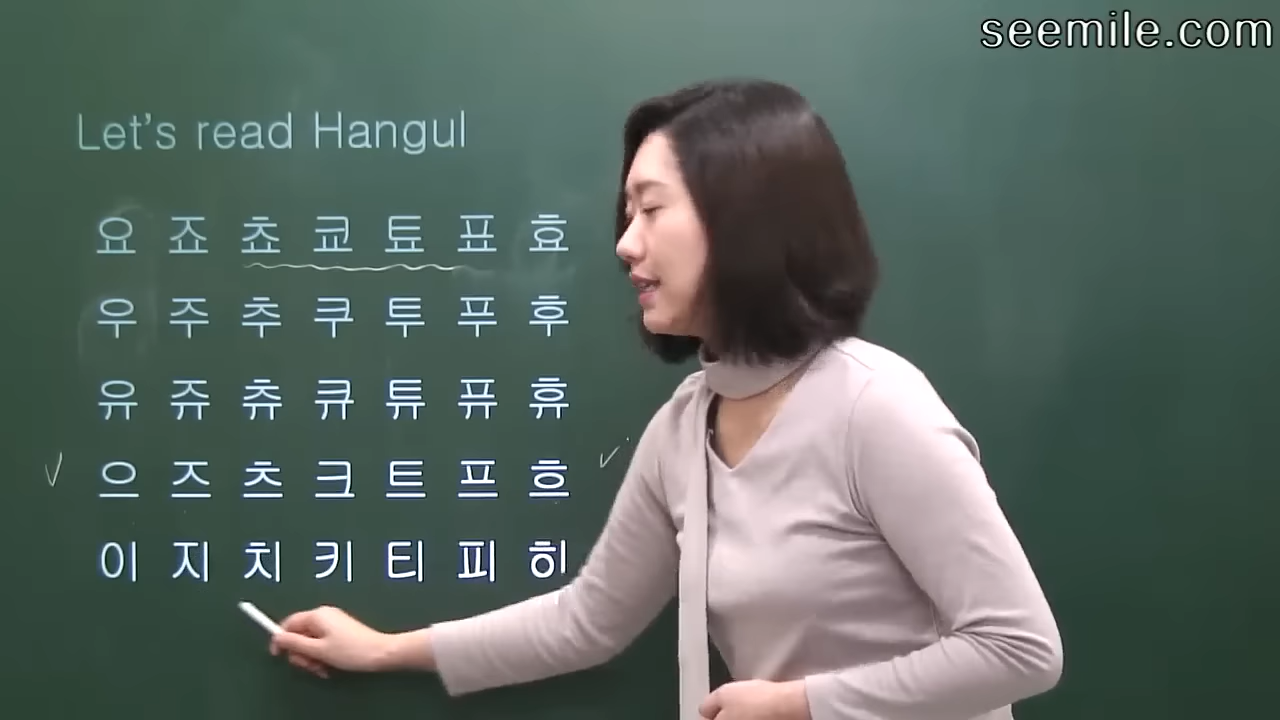 seemile.com
Let's read Hangul
요 죠 쵸 쿄 툐 표 효
우 주 추 쿠 투 푸 후
유 쥬 츄 큐 튜 퓨 휴
으 즈 츠 크 트 프 흐
이 지 치 키 티 피 히